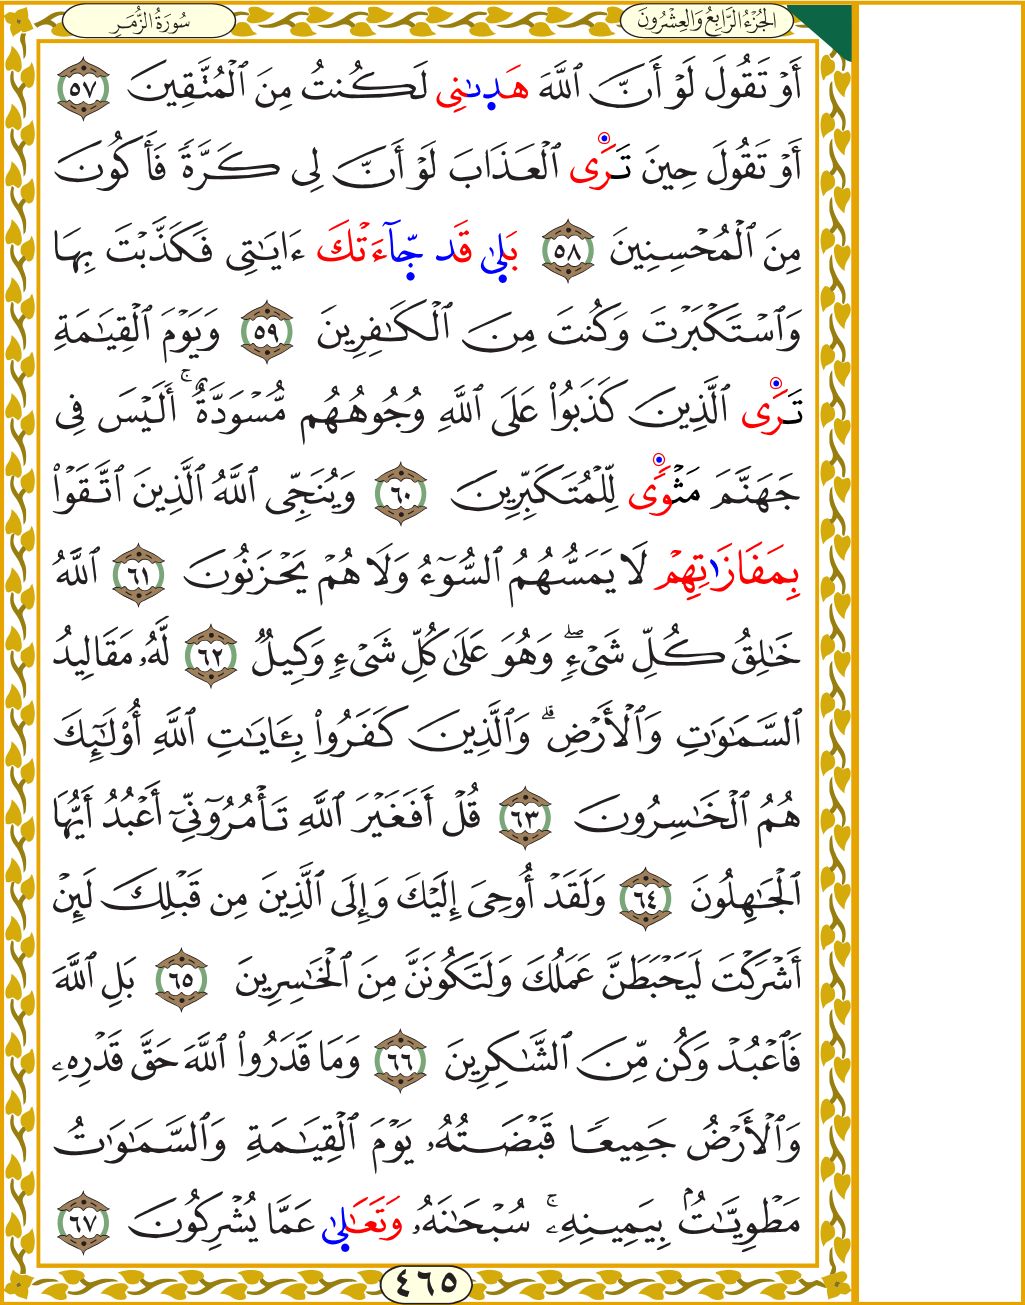 الجُزْءُ الرَّابِعُ وَالعِشْرُونَ
سُورَةُ الزُّمَرِ
أَوْ تَقُولَ لَوْ أَنَّ ٱللَّهَ هَدٜىٰنِى لَكُنتُ مِنَ ٱلْمُتَّقِينَ ٥٧
أَوْ تَقُولَ حِينَ تَرَى ٱلْعَذَابَ لَوْ أَنَّ لِى كَرَّةً فَأَكُونَ
مِنَ ٱلْمُحْسِنِينَ ٥٨ بَلٜىٰ قَد جّٜآءَتْكَ ءَايَٰتِى فَكَذَّبْتَ بِهَا
وَٱسْتَكْبَرْتَ وَكُنتَ مِنَ ٱلْكَٰفِرِينَ ٥٩ وَيَوْمَ ٱلْقِيَٰمَةِ
تَرَى ٱلَّذِينَ كَذَبُوا۟ عَلَى ٱللَّهِ وُجُوهُهُم مُّسْوَدَّةٌ ۚ أَلَيْسَ فِى
جَهَنَّمَ مَثْوًى لِّلْمُتَكَبِّرِينَ ٦٠ وَيُنَجِّى ٱللَّهُ ٱلَّذِينَ ٱتَّقَوْا۟
بِمَفَازَٰتِهِمْ لَا يَمَسُّهُمُ ٱلسُّوٓءُ وَلَا هُمْ يَحْزَنُونَ ٦١ ٱللَّهُ
خَٰلِقُ كُلِّ شَىْءٍ ۖ وَهُوَ عَلَىٰ كُلِّ شَىْءٍ وَكِيلٌ ٦٢ لَّهُۥ مَقَالِيدُ
ٱلسَّمَٰوَٰتِ وَٱلْأَرْضِ ۗ وَٱلَّذِينَ كَفَرُوا۟ بِـَٔايَٰتِ ٱللَّهِ أُو۟لَٰٓئِكَ
هُمُ ٱلْخَٰسِرُونَ ٦٣ قُلْ أَفَغَيْرَ ٱللَّهِ تَأْمُرُوٓنِّىٓ أَعْبُدُ أَيُّهَا
ٱلْجَٰهِلُونَ ٦٤ وَلَقَدْ أُوحِىَ إِلَيْكَ وَإِلَى ٱلَّذِينَ مِن قَبْلِكَ لَئِنْ
أَشْرَكْتَ لَيَحْبَطَنَّ عَمَلُكَ وَلَتَكُونَنَّ مِنَ ٱلْخَٰسِرِينَ ٦٥ بَلِ ٱللَّهَ
فَٱعْبُدْ وَكُن مِّنَ ٱلشَّٰكِرِينَ ٦٦ وَمَا قَدَرُوا۟ ٱللَّهَ حَقَّ قَدْرِهِۦ
وَٱلْأَرْضُ جَمِيعًا قَبْضَتُهُۥ يَوْمَ ٱلْقِيَٰمَةِ وَٱلسَّمَٰوَٰتُ
مَطْوِيَّٰتٌۢ بِيَمِينِهِۦ ۚ سُبْحَٰنَهُۥ وَتَعَٰلٜىٰ عَمَّا يُشْرِكُونَ ٦٧
٤٦٥